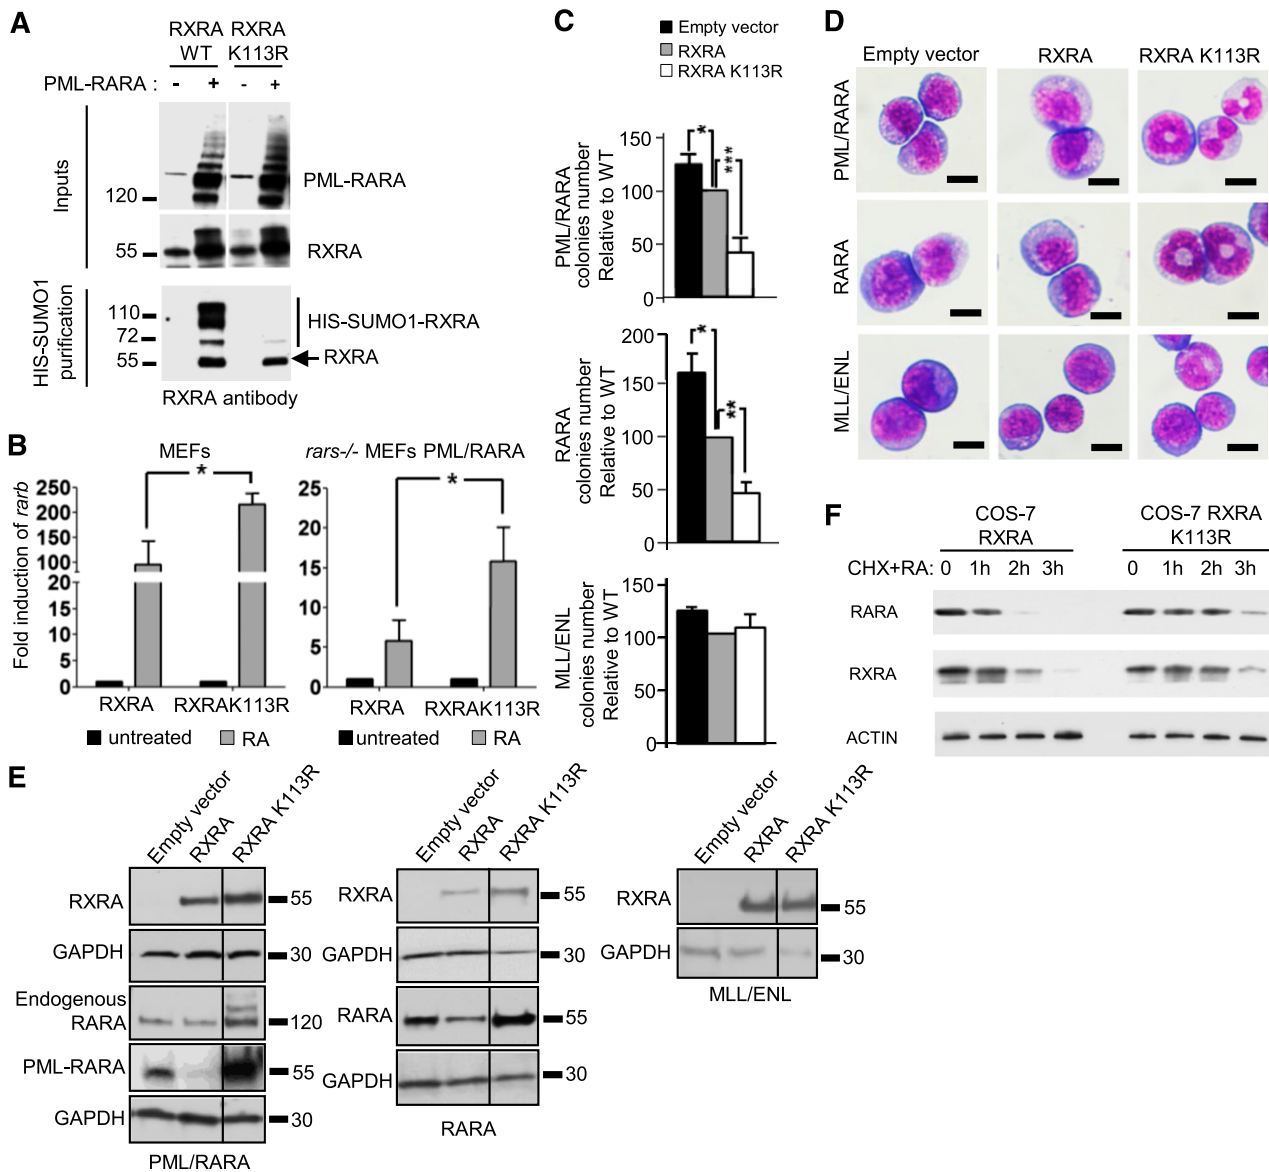 A
RXRA WT
RXRA K113R
PML-RARA :
- + - +
Inputs
120
PML-RARA
55
RXRA
HIS-SUMO1 purification
110
72
55
HIS-SUMO1-RXRA
RXRA
RXRA antibody
B
Fold induction of rarb
MEFs
*
250
200
150
100
50
20
15
10
5
0
RXRA
RXRAK113R
untreated
RA
rars-/- MEFs PML/RARA
*
25
20
15
10
5
0
RXRA
RXRAK113R
untreated
RA
C
Empty vector
RXRA
RXRA K113R
PML/RARA
colonies number
Relative to WT
150
100
50
0
*
***
RARA
colonies number
Relative to WT
200
150
100
50
0
*
**
MLL/ENL
colonies number
Relative to WT
150
100
50
0
D
Empty vector
RXRA
RXRA K113R
PML/RARA
RARA
MLL/ENL
E
Empty vector
RXRA
RXRA K113R
RXRA
55
GAPDH
30
Endogenous
RARA
120
PML-RARA
55
GAPDH
30
PML/RARA
Empty vector
RXRA
RXRA K113R
RXRA
55
GAPDH
30
RARA
55
GAPDH
30
RARA
Empty vector
RXRA
RXRA K113R
RXRA
55
GAPDH
30
MLL/ENL
F
COS-7
RXRA
COS-7 RXRA
K113R
CHX+RA: 0 1h 2h 3h 0 1h 2h 3h
RARA
RXRA
ACTIN